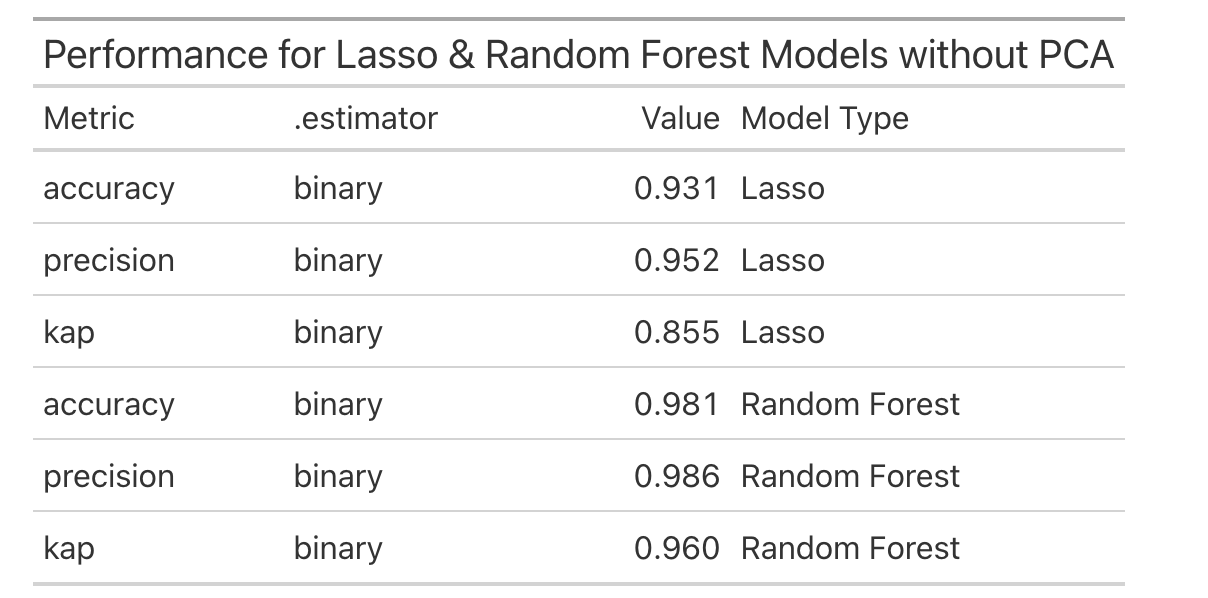 Performance for Lasso & Random Forest Models without PCA
Metric .estimator Value Model Type
accuracy binary 0.931 Lasso
precision binary 0.952 Lasso
kap binary 0.855 Lasso
accuracy binary 0.981 Random Forest
precision binary 0.986 Random Forest
kap binary 0.960 Random Forest